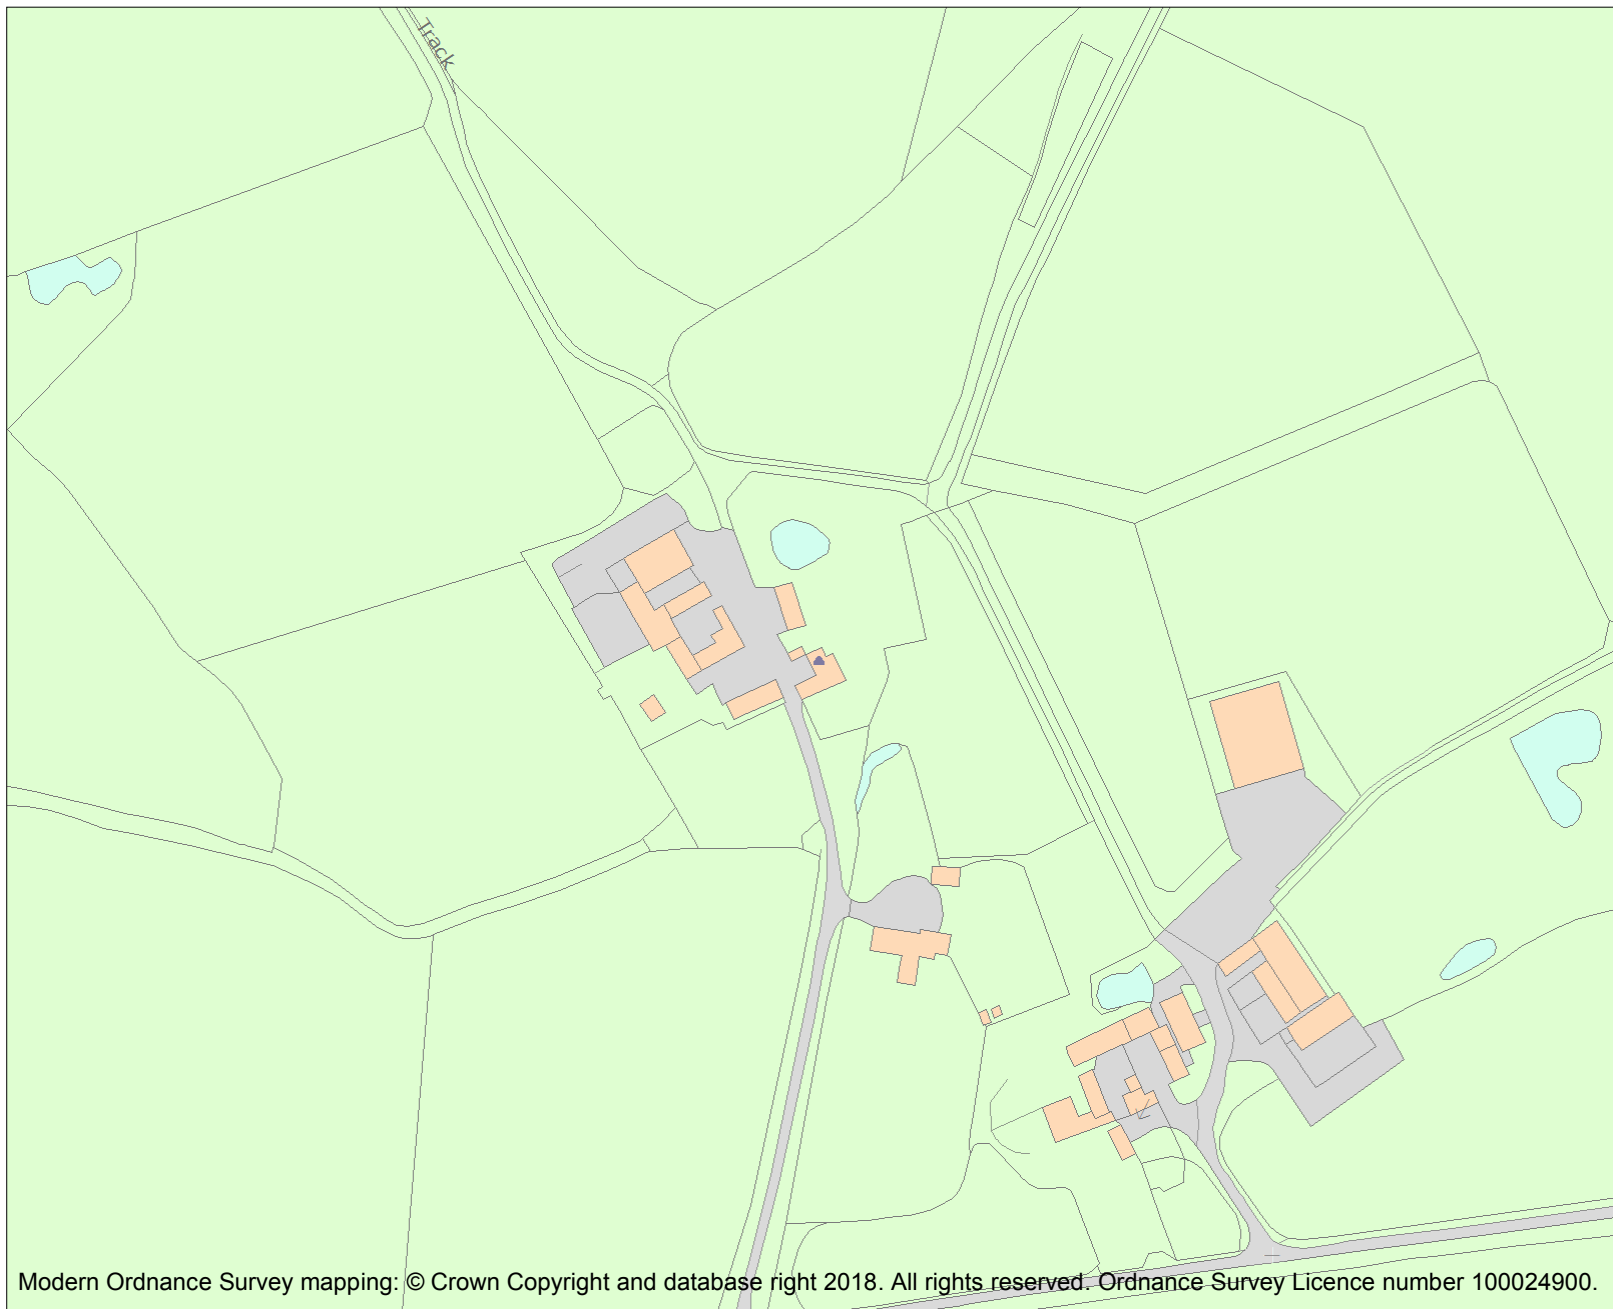 Track
Modern Ordnance Survey mapping: © Crown Copyright and database right 2018. All rights reserved. Ordnance Survey Licence number 100024900.